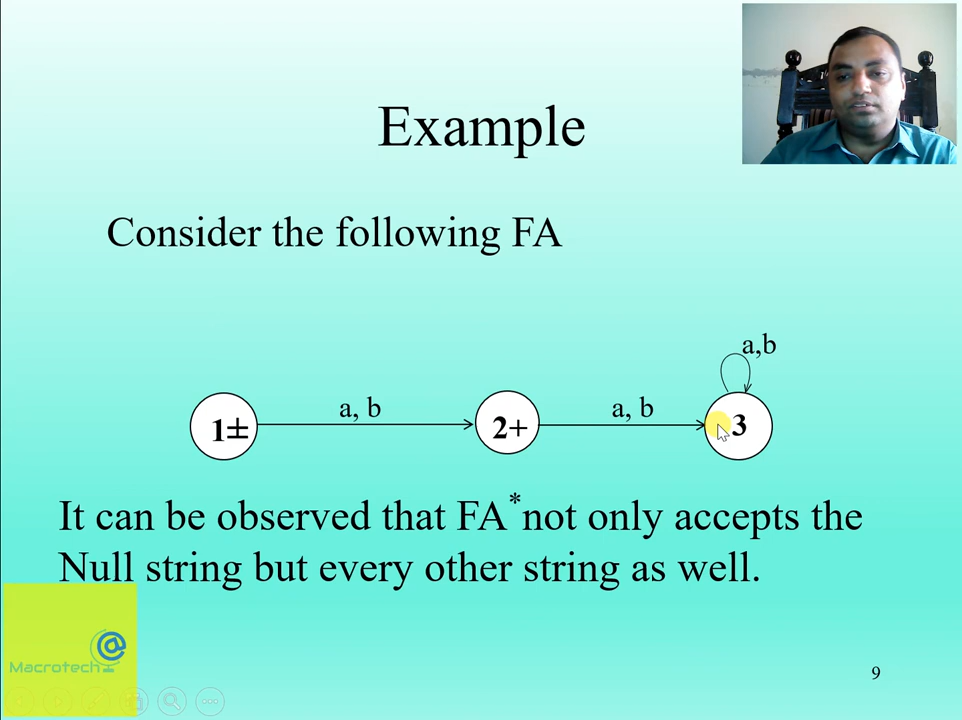 Example
Consider the following FA
a,b
a, b
a, b
1±
2+
3
It can be observed that FA* not only accepts the
Null string but every other string as well.
@
Macrotech
9